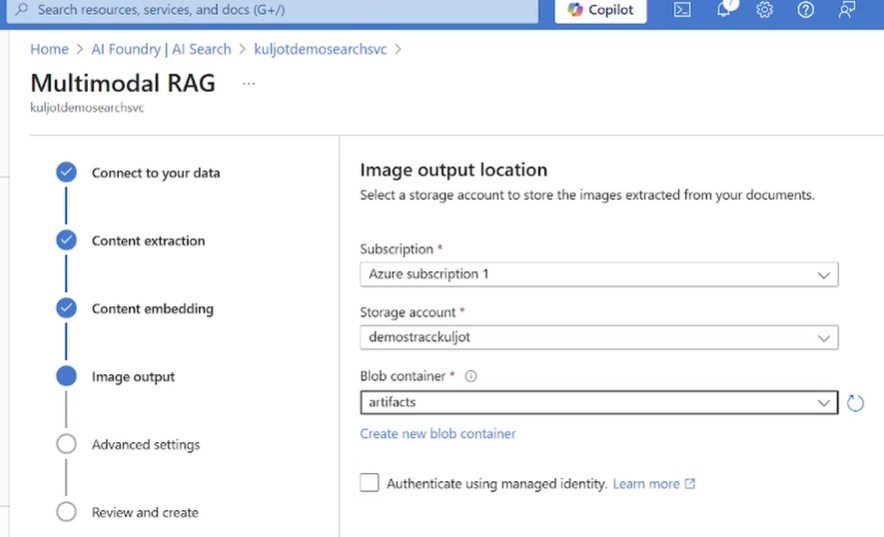 Search resources, services, and docs (G+/)
Copilot
Home > AI Foundry | AI Search > kuljotdemosearchsvc >
Multimodal RAG ...
kuljotdemosearchsvc
Connect to your data
Content extraction
Content embedding
Image output
Advanced settings
Review and create
Image output location
Select a storage account to store the images extracted from your documents.
Subscription *
Azure subscription 1
Storage account *
demostracckuljot
Blob container *
artifacts
Create new blob container
Authenticate using managed identity. Learn more